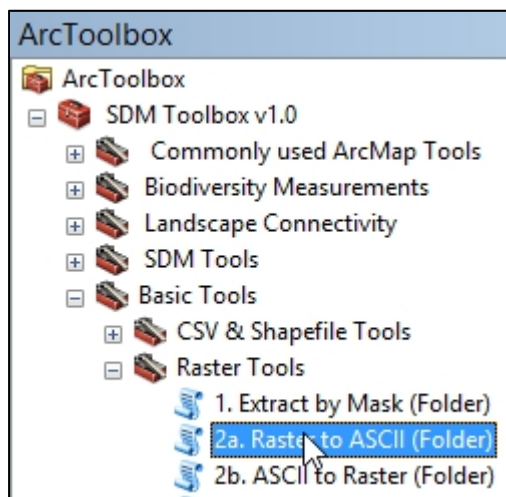 ArcToolbox
ArcToolbox
SDM Toolbox v1.0
Commonly used ArcMap Tools
Biodiversity Measurements
Landscape Connectivity
SDM Tools
Basic Tools
CSV & Shapefile Tools
Raster Tools
1. Extract by Mask (Folder)
2a. Raster to ASCII (Folder)
2b. ASCII to Raster (Folder)